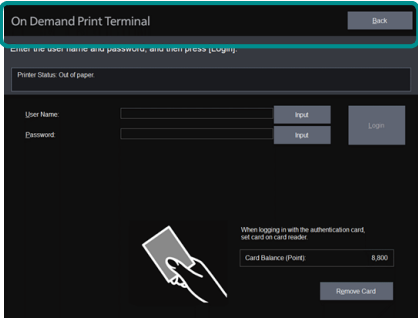 On Demand Print Terminal
Back
Enter the user name and password, and then press [Login].
Printer Status: Out of paper.
User Name:
Input
Login
Password:
Input
When logging in with the authentication card,
set card on card reader.
Card Balance (Point):
8,800
Remove Card